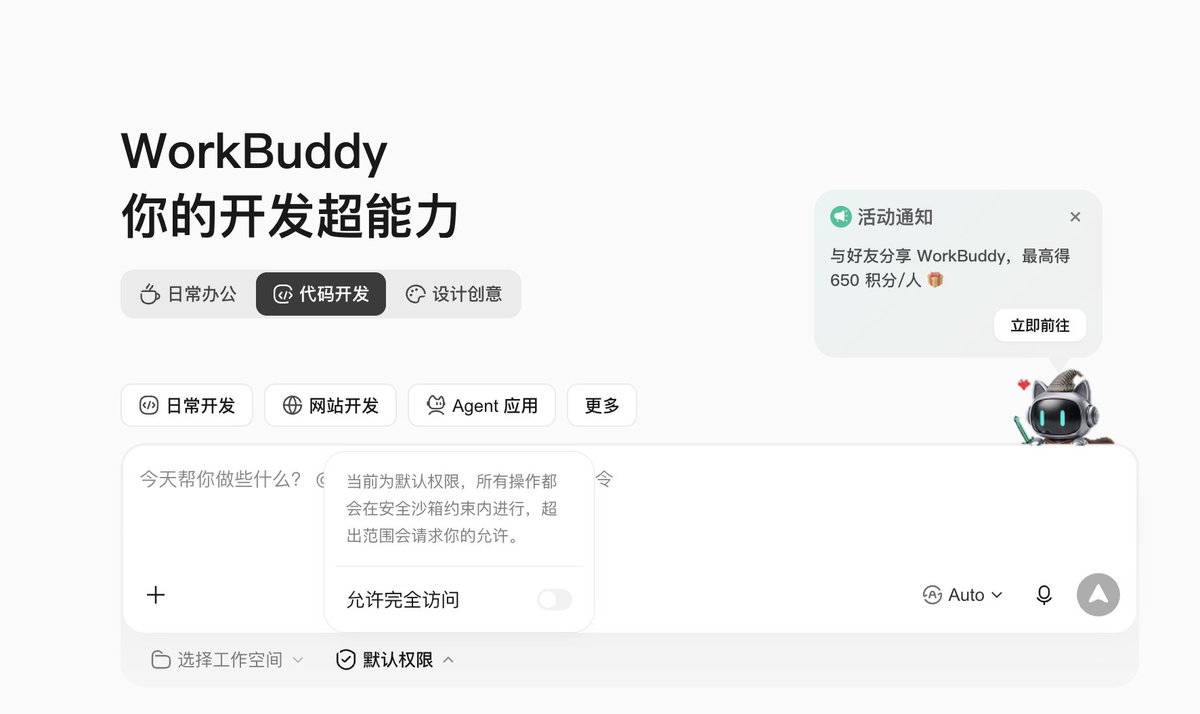 WorkBuddy
你的开发超能力
日常办公
代码开发
设计创意
活动通知
与好友分享 WorkBuddy，最高得
650 积分/人
立即前往
日常开发
网站开发
Agent 应用
更多
今天帮你做些什么？
令
当前为默认权限，所有操作都
会在安全沙箱约束内进行，超
出范围会请求你的允许。
允许完全访问
Auto
选择工作空间
默认权限